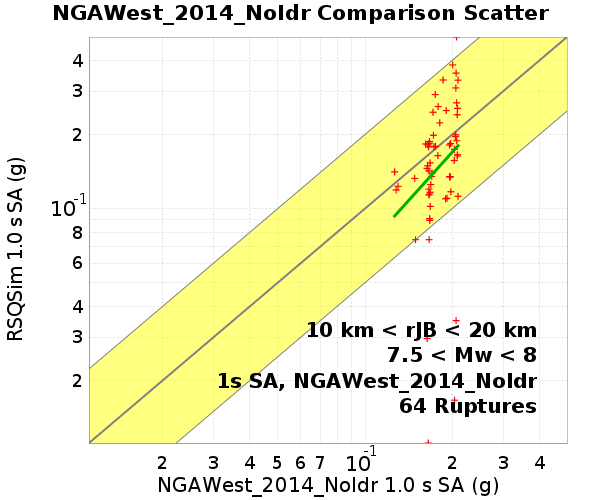 NGAWest_2014_NoIdr Comparison Scatter
RSQSim 1.0 s SA (g)
4
3
2
10-1
8
6
4
3
2
10 km < rJB < 20 km
7.5 < Mw < 8
1s SA, NGAWest_2014_NoIdr
64 Ruptures
2 3 4 5 6 7 10-1 2 3 4
NGAWest_2014_NoIdr 1.0 s SA (g)